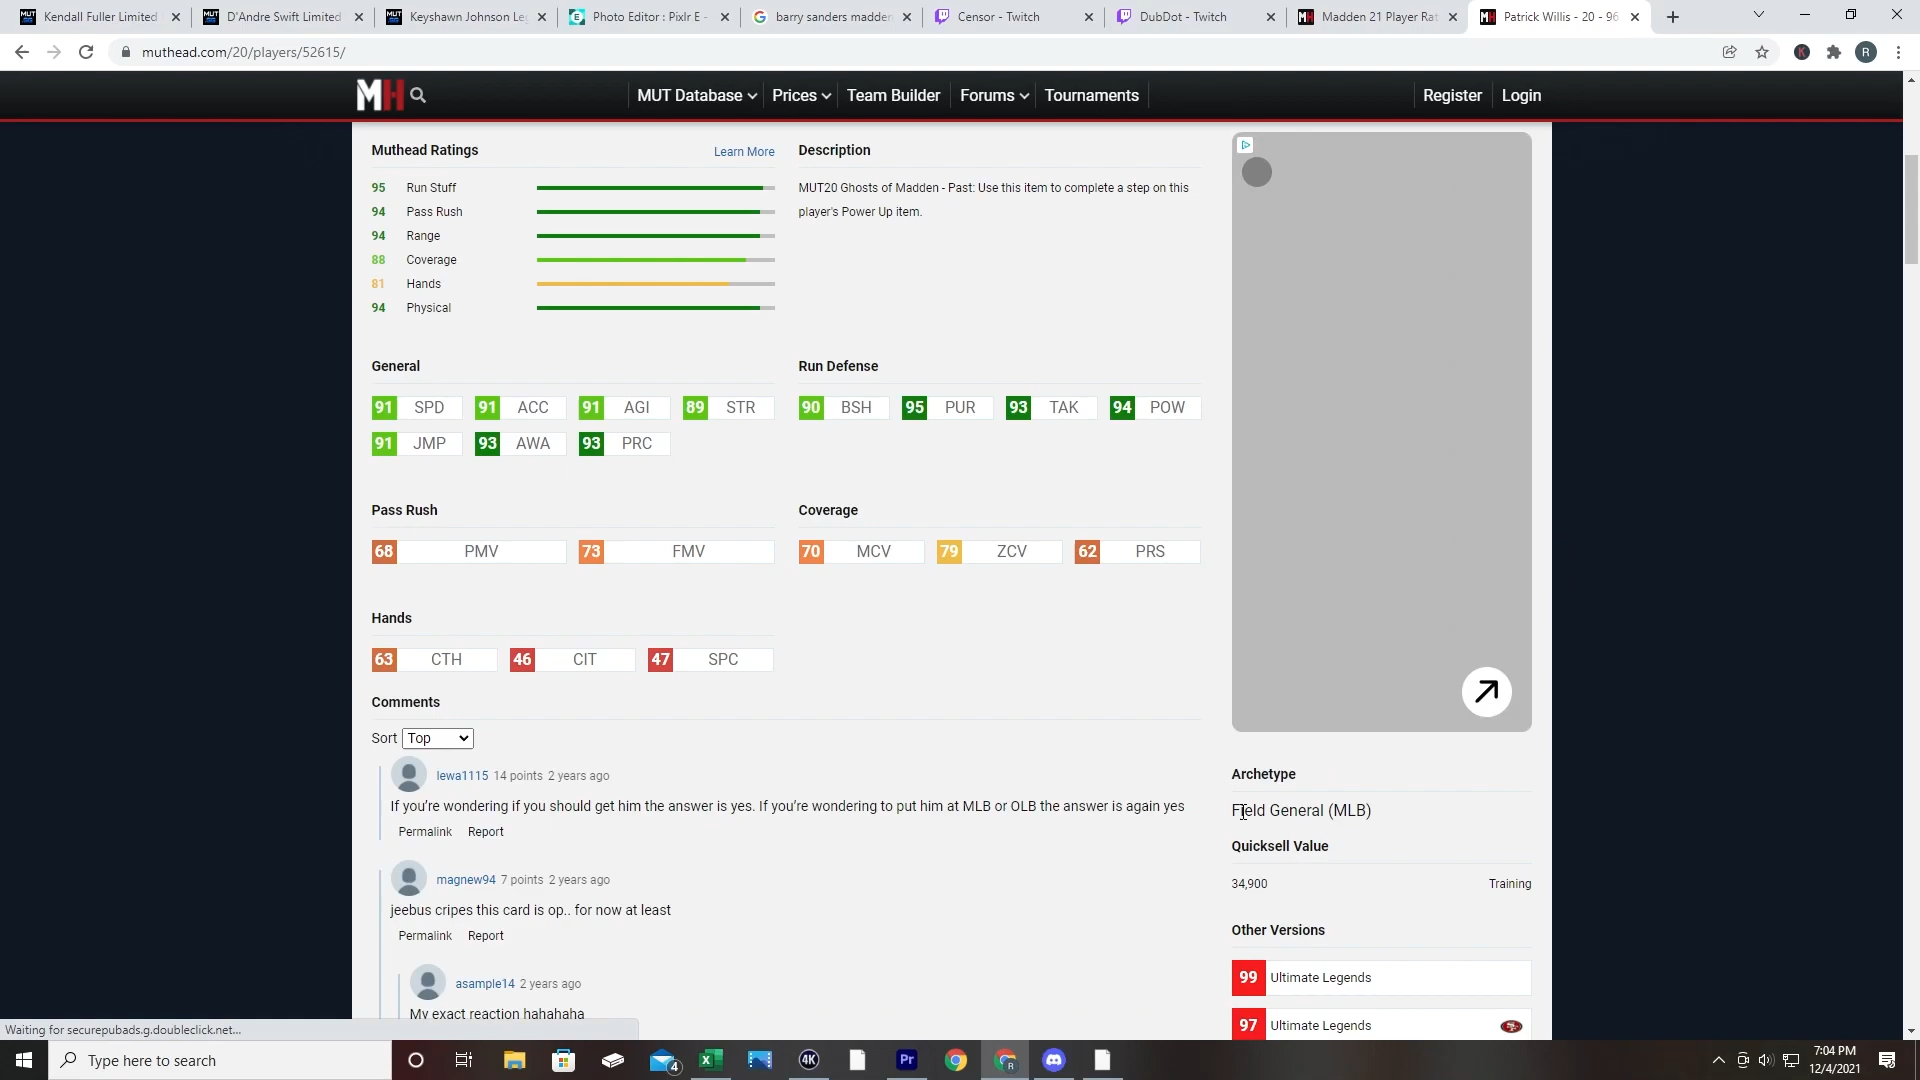 Kendall Fuller Limited
D'Andre Swift Limited
Keyshawn Johnson Le
Photo Editor : Pixlr E -
barry sanders madden
Censor - Twitch
DubDot - Twitch
Madden 21 Player Rat
Patrick Willis - 20 - 96
muthead.com/20/players/52615/
R
MH
MUT Database
Prices
Team Builder
Forums
Tournaments
Register
Login
Muthead Ratings
Learn More
95 Run Stuff
94 Pass Rush
94 Range
88 Coverage
81 Hands
94 Physical
Description
MUT20 Ghosts of Madden - Past: Use this item to complete a step on this
player's Power Up item.
General
91 SPD 91 ACC 91 AGI 89 STR
91 JMP 93 AWA 93 PRC
Run Defense
90 BSH 95 PUR 93 TAK 94 POW
Pass Rush
68 PMV 73 FMV
Coverage
70 MCV 79 ZCV 62 PRS
Hands
63 CTH 46 CIT 47 SPC
Comments
Sort Top
lewa1115 14 points 2 years ago
If you're wondering if you should get him the answer is yes. If you're wondering to put him at MLB or OLB the answer is again yes
Permalink Report
magnew94 7 points 2 years ago
jeebus cripes this card is op.. for now at least
Permalink Report
asample14 2 years ago
My exact reaction hahahaha
Archetype
Field General (MLB)
Quicksell Value
34,900 Training
Other Versions
99 Ultimate Legends
97 Ultimate Legends
Waiting for securepubads.g.doubleclick.net...
Type here to search
4
4K
Pr
R
7:04 PM
12/4/2021